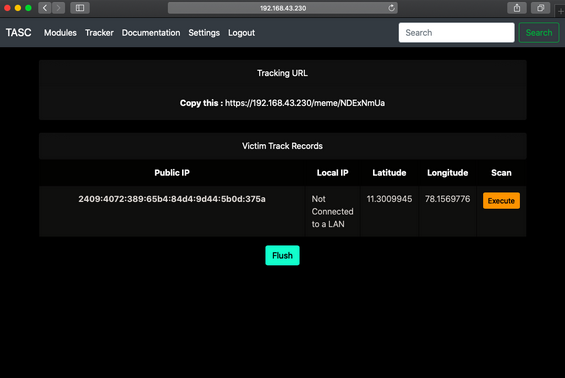 192.168.43.230
TASC Modules Tracker Documentation Settings Logout Search Search
Tracking URL
Copy this : https://192.168.43.230/meme/NDExNmUa
Victim Track Records
Public IP Local IP Latitude Longitude Scan
2409:4072:389:65b4:84d4:9d44:5b0d:375a Not 11.3009945 78.1569776 Execute
Connected
to a LAN
Flush